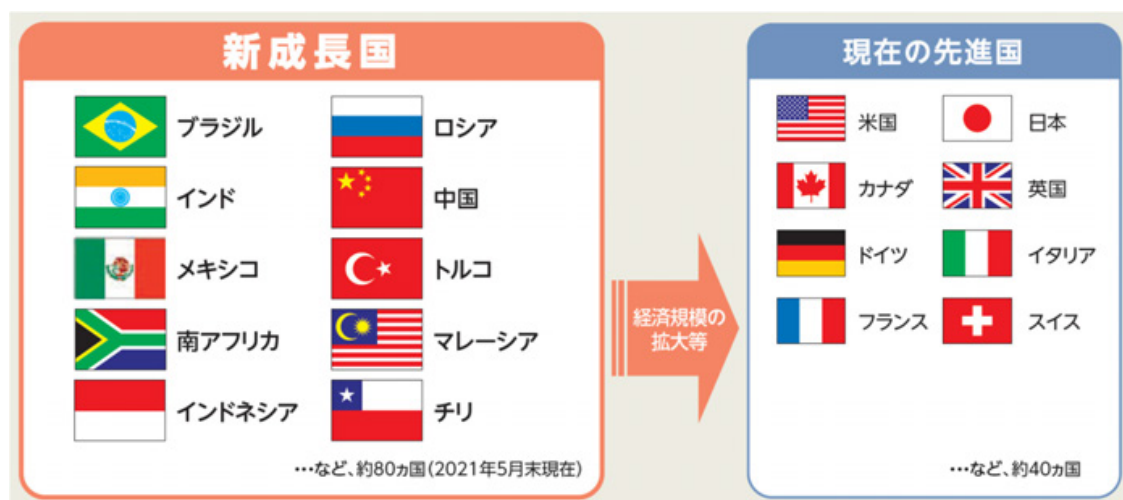 新成長国
ブラジル
ロシア
インド
中国
メキシコ
トルコ
南アフリカ
マレーシア
インドネシア
チリ
…など、約80ヵ国(2021年5月末現在)
経済規模の
拡大等
現在の先進国
米国
日本
カナダ
英国
ドイツ
イタリア
フランス
スイス
…など、約40ヵ国